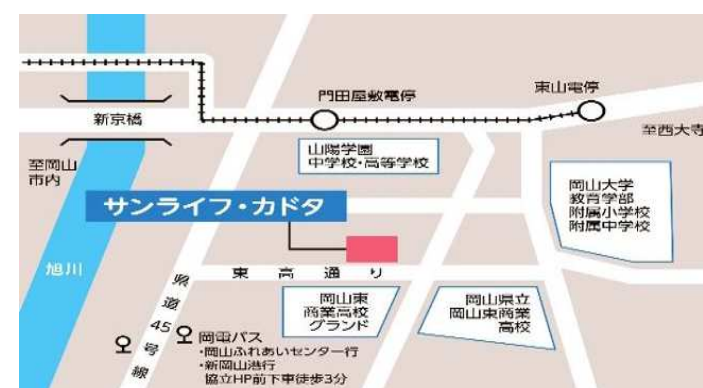 門田屋敷電停
東山電停
新京橋
至西大寺
山陽学園
中学校・高等学校
至岡山
市内
岡山大学
教育学部
附属小学校
附属中学校
サンライフ・カドタ
旭川
東高通り
県道45号線
岡山東
商業高校
グランド
岡山県立
岡山東商業
高校
岡電バス
・岡山ふれあいセンター行
・新岡山港行
協立HP前下車徒歩3分